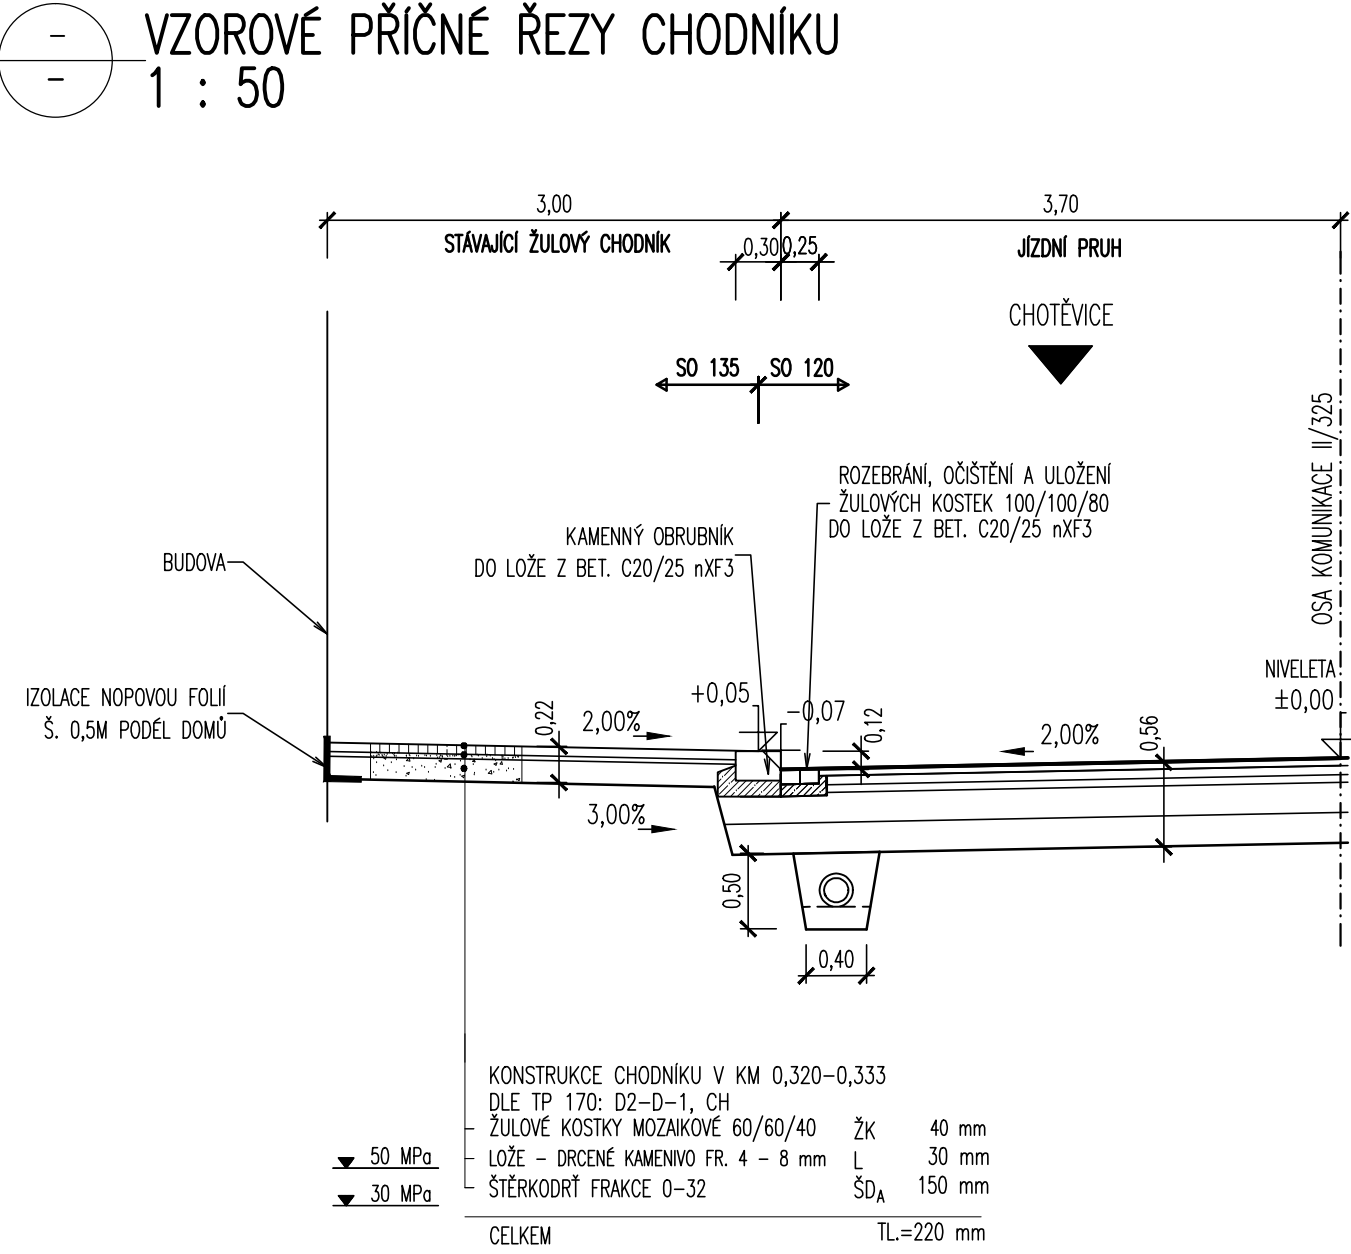 VZOROVÉ PŘÍČNÉ ŘEZY CHODNÍKU
1 : 50
3,00
3,70
STÁVAJÍCÍ ŽULOVÝ CHODNÍK
0,30
0,25
JÍZDNÍ PRUH
CHOTĚVICE
SO 135
SO 120
OSA KOMUNIKACE II/325
ROZEBRÁNÍ, OČIŠTĚNÍ A ULOŽENÍ
ŽULOVÝCH KOSTEK 100/100/80
DO LOŽE Z BET. C20/25 nXF3
KAMENNÝ OBRUBNÍK
DO LOŽE Z BET. C20/25 nXF3
BUDOVA
IZOLACE NOPOVOU FOLIÍ
Š. 0,5M PODÉL DOMŮ
NIVELETA
±0,00
+0,05
-0,07
0,22
2,00%
0,12
2,00%
0,56
3,00%
0,50
0,40
KONSTRUKCE CHODNÍKU V KM 0,320-0,333
DLE TP 170: D2-D-1, CH
ŽULOVÉ KOSTKY MOZAIKOVÉ 60/60/40 ŽK 40 mm
50 MPa LOŽE - DRCENÉ KAMENIVO FR. 4 - 8 mm L 30 mm
30 MPa ŠTĚRKODRŤ FRAKCE 0-32 ŠDA 150 mm
CELKEM TL.=220 mm